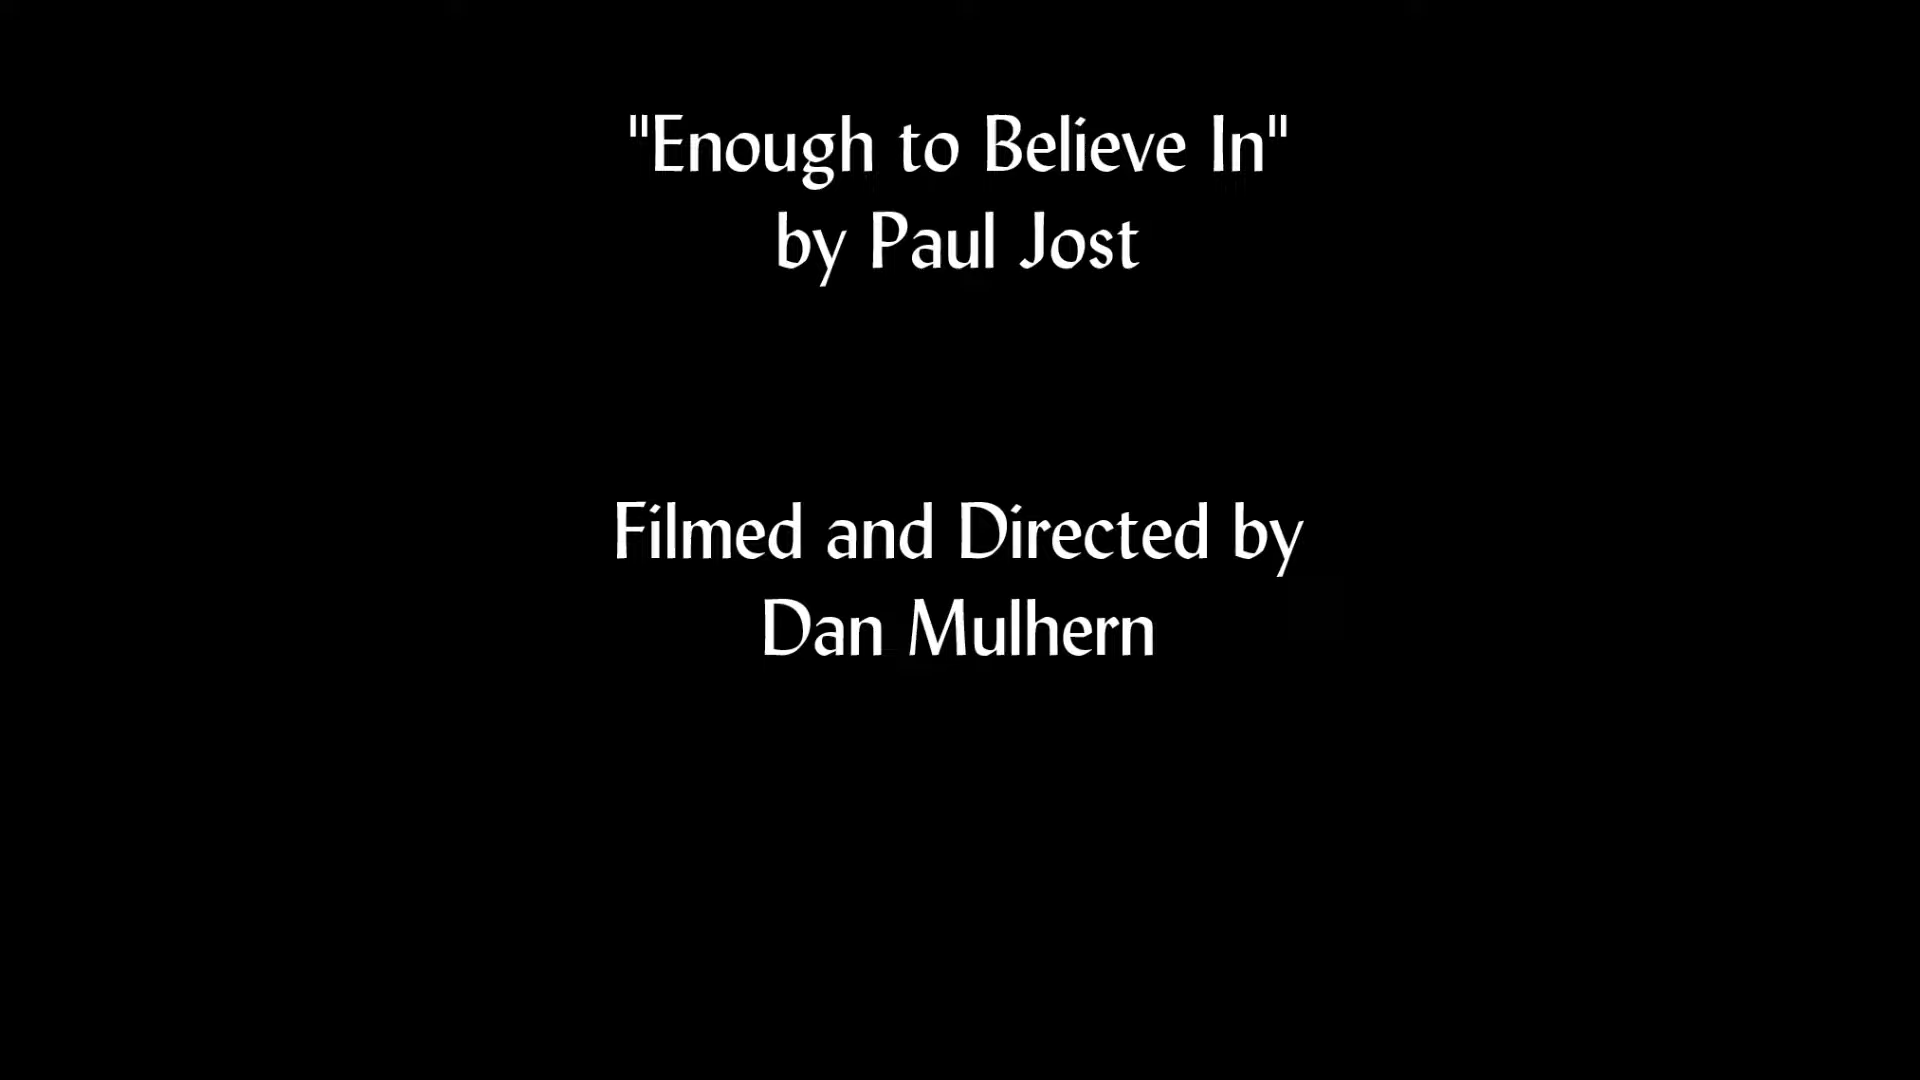 "Enough to Believe In"
by Paul Jost
Filmed and Directed by
Dan Mulhern